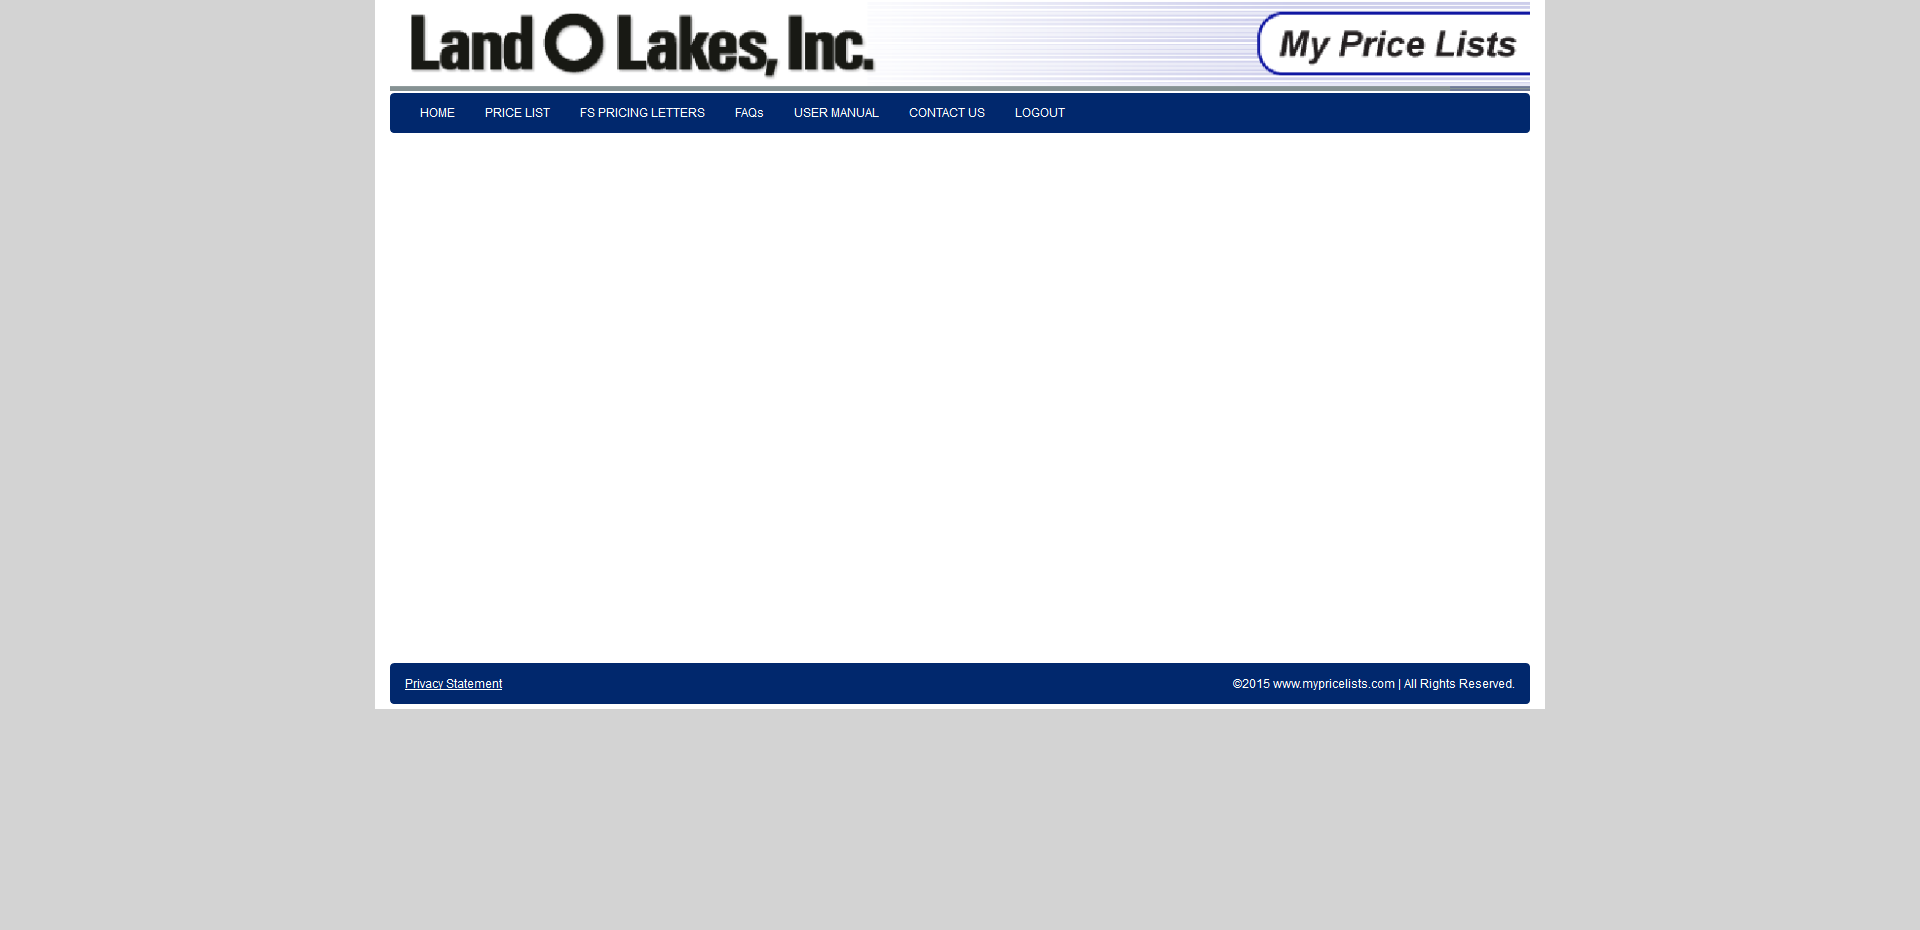 Land O Lakes, Inc.
My Price Lists
HOME PRICE LIST FS PRICING LETTERS FAQs USER MANUAL CONTACT US LOGOUT
Privacy Statement
©2015 www.mypricelists.com | All Rights Reserved.